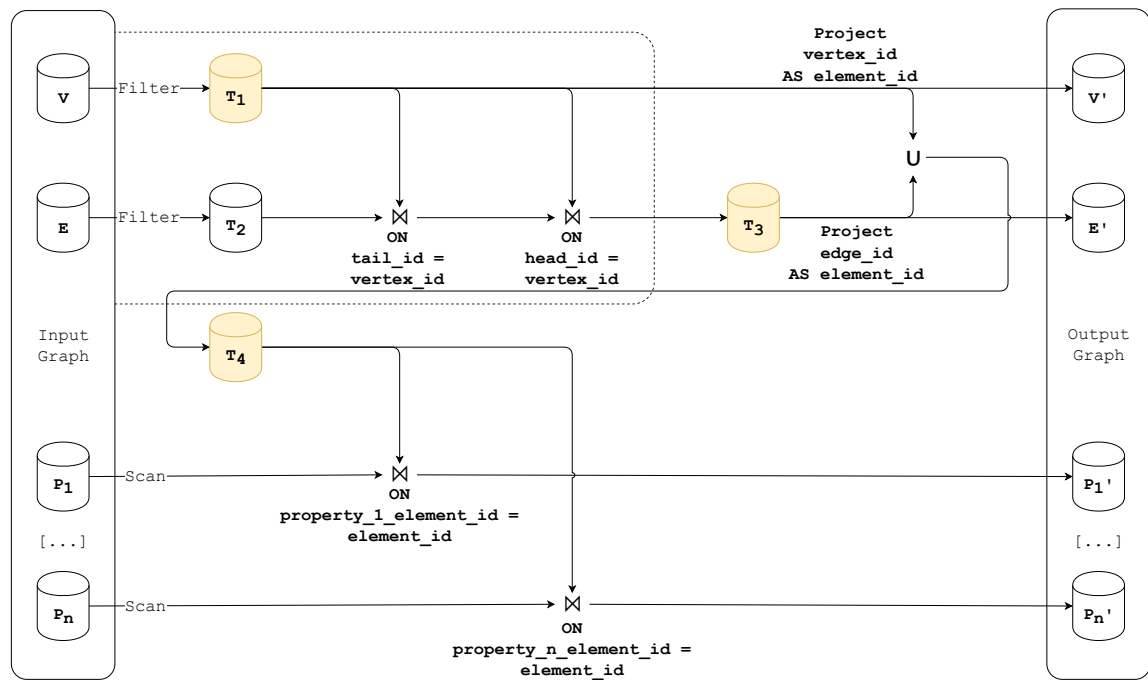 Project
vertex_id
AS element_id
V
Filter
T1
V'
U
E
Filter
T2
⋈
⋈
T3
E'
ON
tail_id =
vertex_id
ON
head_id =
vertex_id
Project
edge_id
AS element_id
Input
Graph
T4
Output
Graph
P1
Scan
⋈
P1'
ON
property_1_element_id =
element_id
[...]
[...]
Pn
Scan
⋈
Pn'
ON
property_n_element_id =
element_id